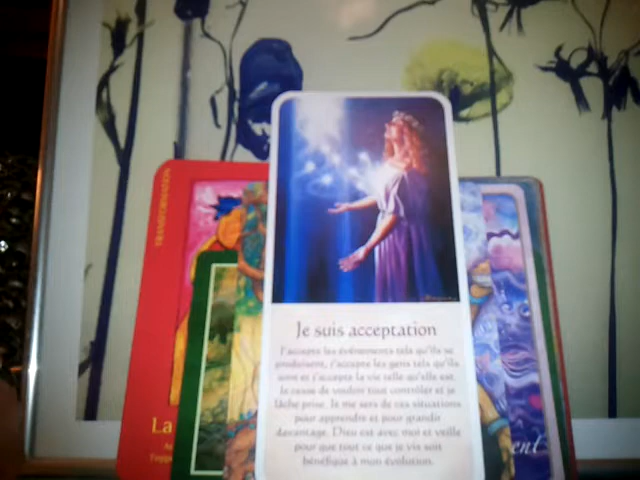 TRANSFORMATION
Je suis acceptation
J'accepte les événements tels qu'ils se
produisent, j'accepte les gens tels qu'ils
sont et j'accepte la vie telle qu'elle est.
Je cesse de vouloir tout contrôler et je
lâche prise. Je me sers de ces situations
pour apprendre et pour grandir
davantage. Dieu est avec moi et veille
pour que tout ce que je vis soit
bénéfique à mon évolution.
La
ent